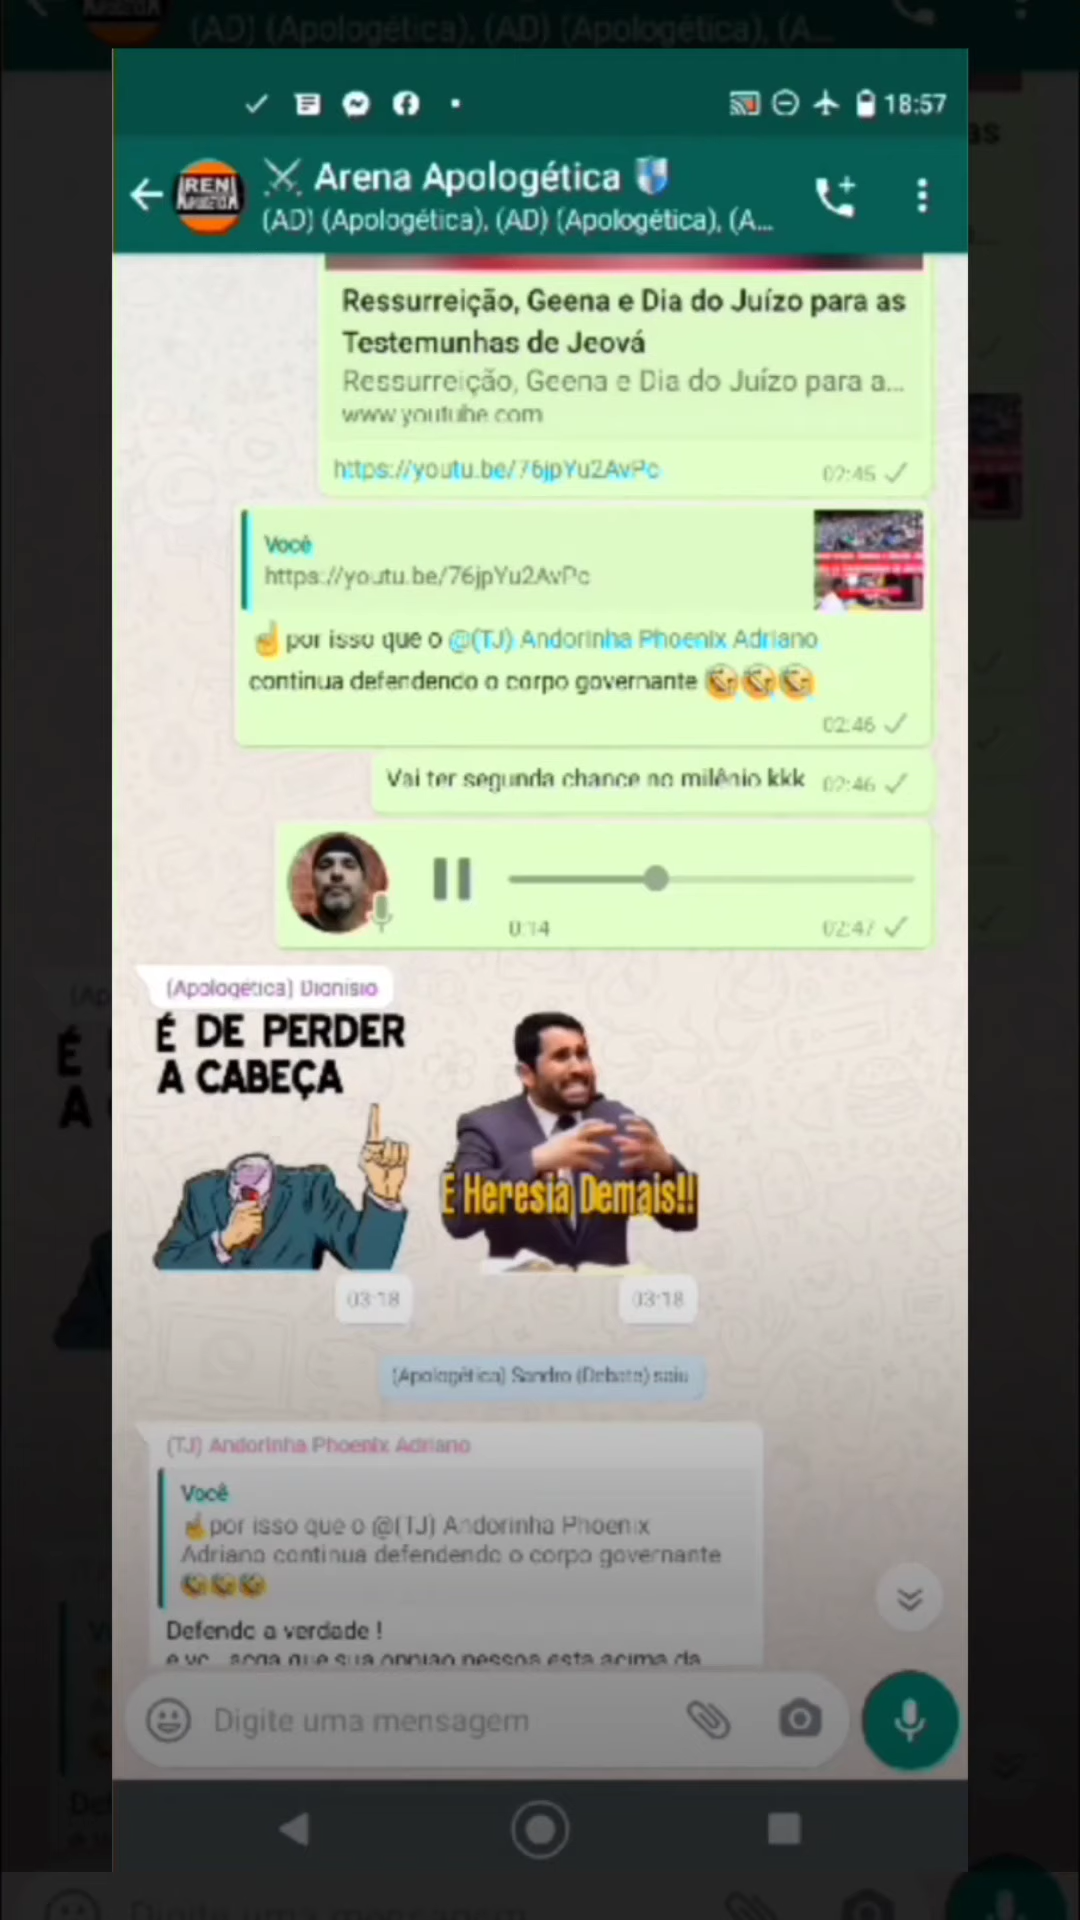 18:57
Arena Apologética
(AD) (Apologética), (AD) (Apologética), (A...
Ressurreição, Geena e Dia do Juízo para as
Testemunhas de Jeová
Ressurreição, Geena e Dia do Juízo para a...
www.youtube.com
https://youtu.be/76jpYu2AvPc
02:45
Você
https://youtu.be/76jpYu2AvPc
☝por isso que o @(TJ) Andorinha Phoenix Adriano
continua defendendo o corpo governante 🤣🤣🤣
02:46
Vai ter segunda chance no milênio kkk 02:46
0:14 02:47
(Apologética) Dionísio
É DE PERDER
A CABEÇA
É Heresia Demais!!
03:18
03:18
(Apologética) Sandro (Debate) saiu
(TJ) Andorinha Phoenix Adriano
Você
☝por isso que o @(TJ) Andorinha Phoenix
Adriano continua defendendo o corpo governante
🤣🤣🤣
Defendo a verdade !
que sua
Digite uma mensagem